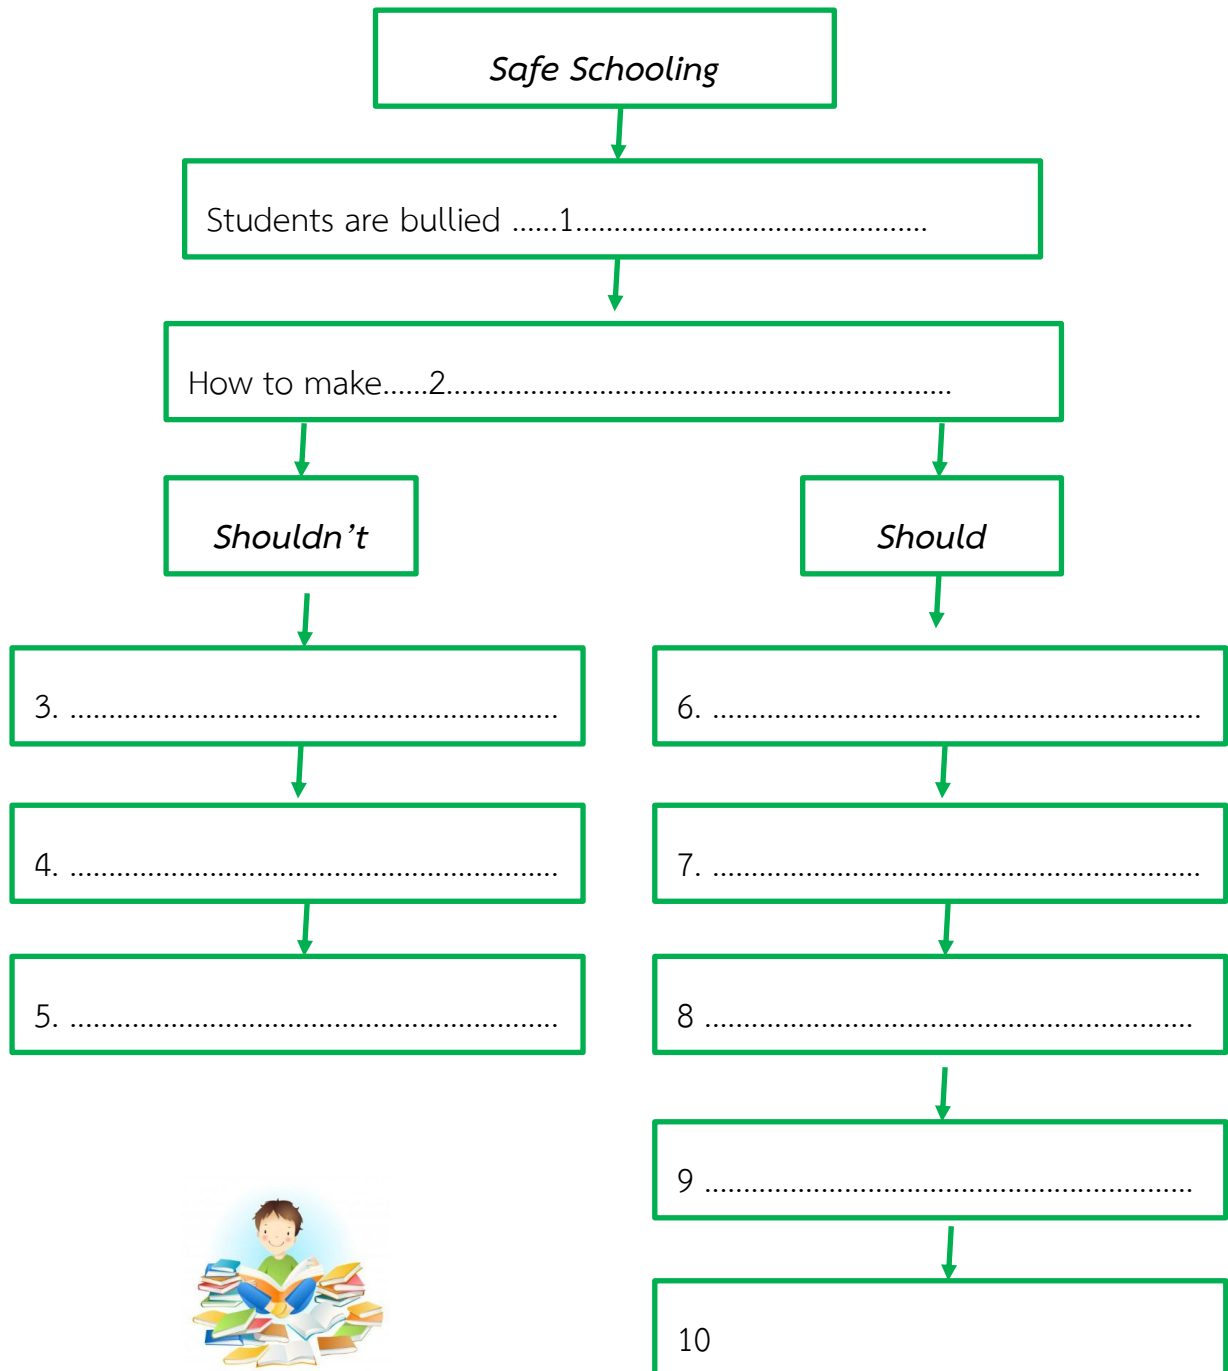 Safe Schooling
Students are bullied ......1..............................................
How to make......2..................................................................
Shouldn’t
Should
3. ...............................................................
4. ...............................................................
5. ...............................................................
6. ...............................................................
7. ...............................................................
8 ...............................................................
9 ...............................................................
10